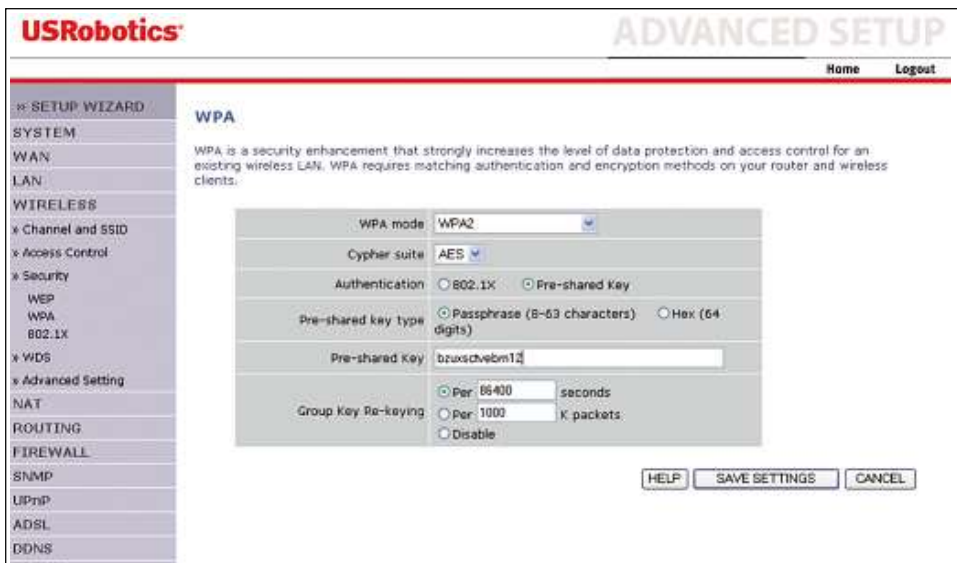 USRobotics
ADVANCED SETUP
Home Logout
» SETUP WIZARD
SYSTEM
WAN
LAN
WIRELESS
» Channel and SSID
» Access Control
» Security
WEP
WPA
802.1X
» WDS
» Advanced Setting
NAT
ROUTING
FIREWALL
SNMP
UPnP
ADSL
DDNS
WPA
WPA is a security enhancement that strongly increases the level of data protection and access control for an
existing wireless LAN. WPA requires matching authentication and encryption methods on your router and wireless
clients.
WPA mode WPA2
Cypher suite AES
Authentication 802.1X Pre-shared Key
Pre-shared key type Passphrase (8-63 characters) Hex (64
digits)
Pre-shared Key bzuxsctvebm12
Group Key Re-keying
Per 86400 seconds
Per 1000 K packets
Disable
HELP SAVE SETTINGS CANCEL